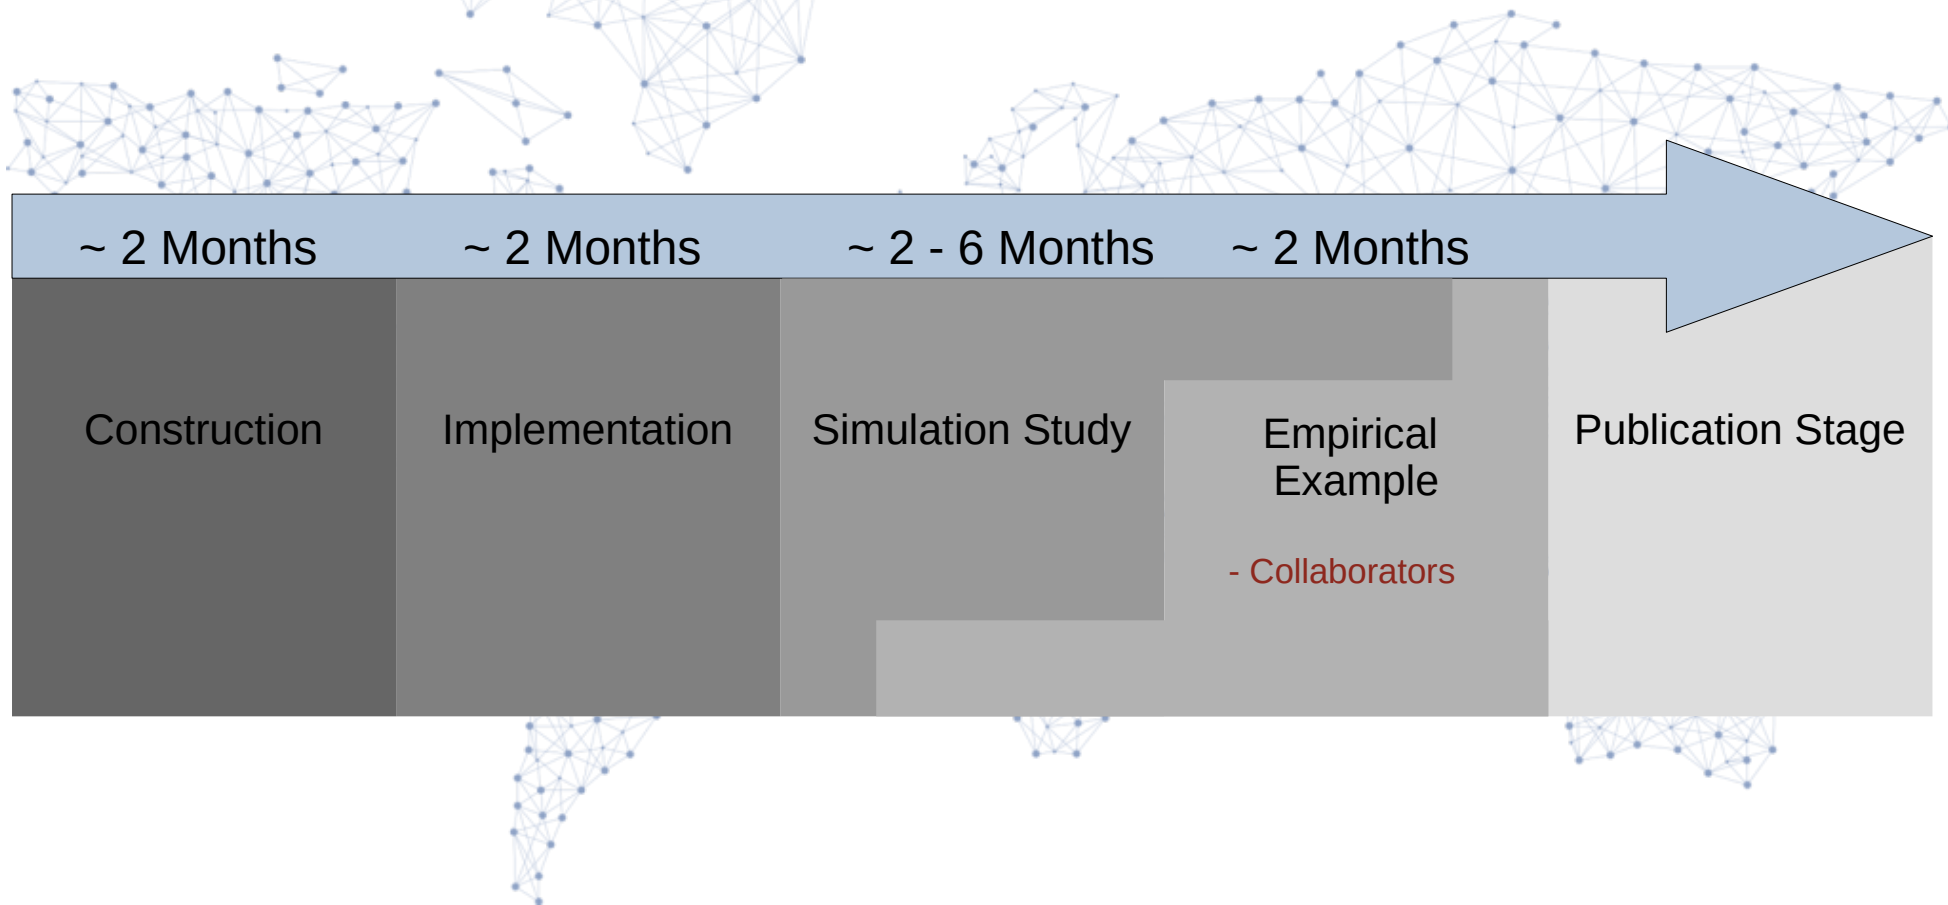 ~ 2 Months
~ 2 Months
~ 2 - 6 Months
~ 2 Months
Construction
Implementation
Simulation Study
Empirical
Example
- Collaborators
Publication Stage